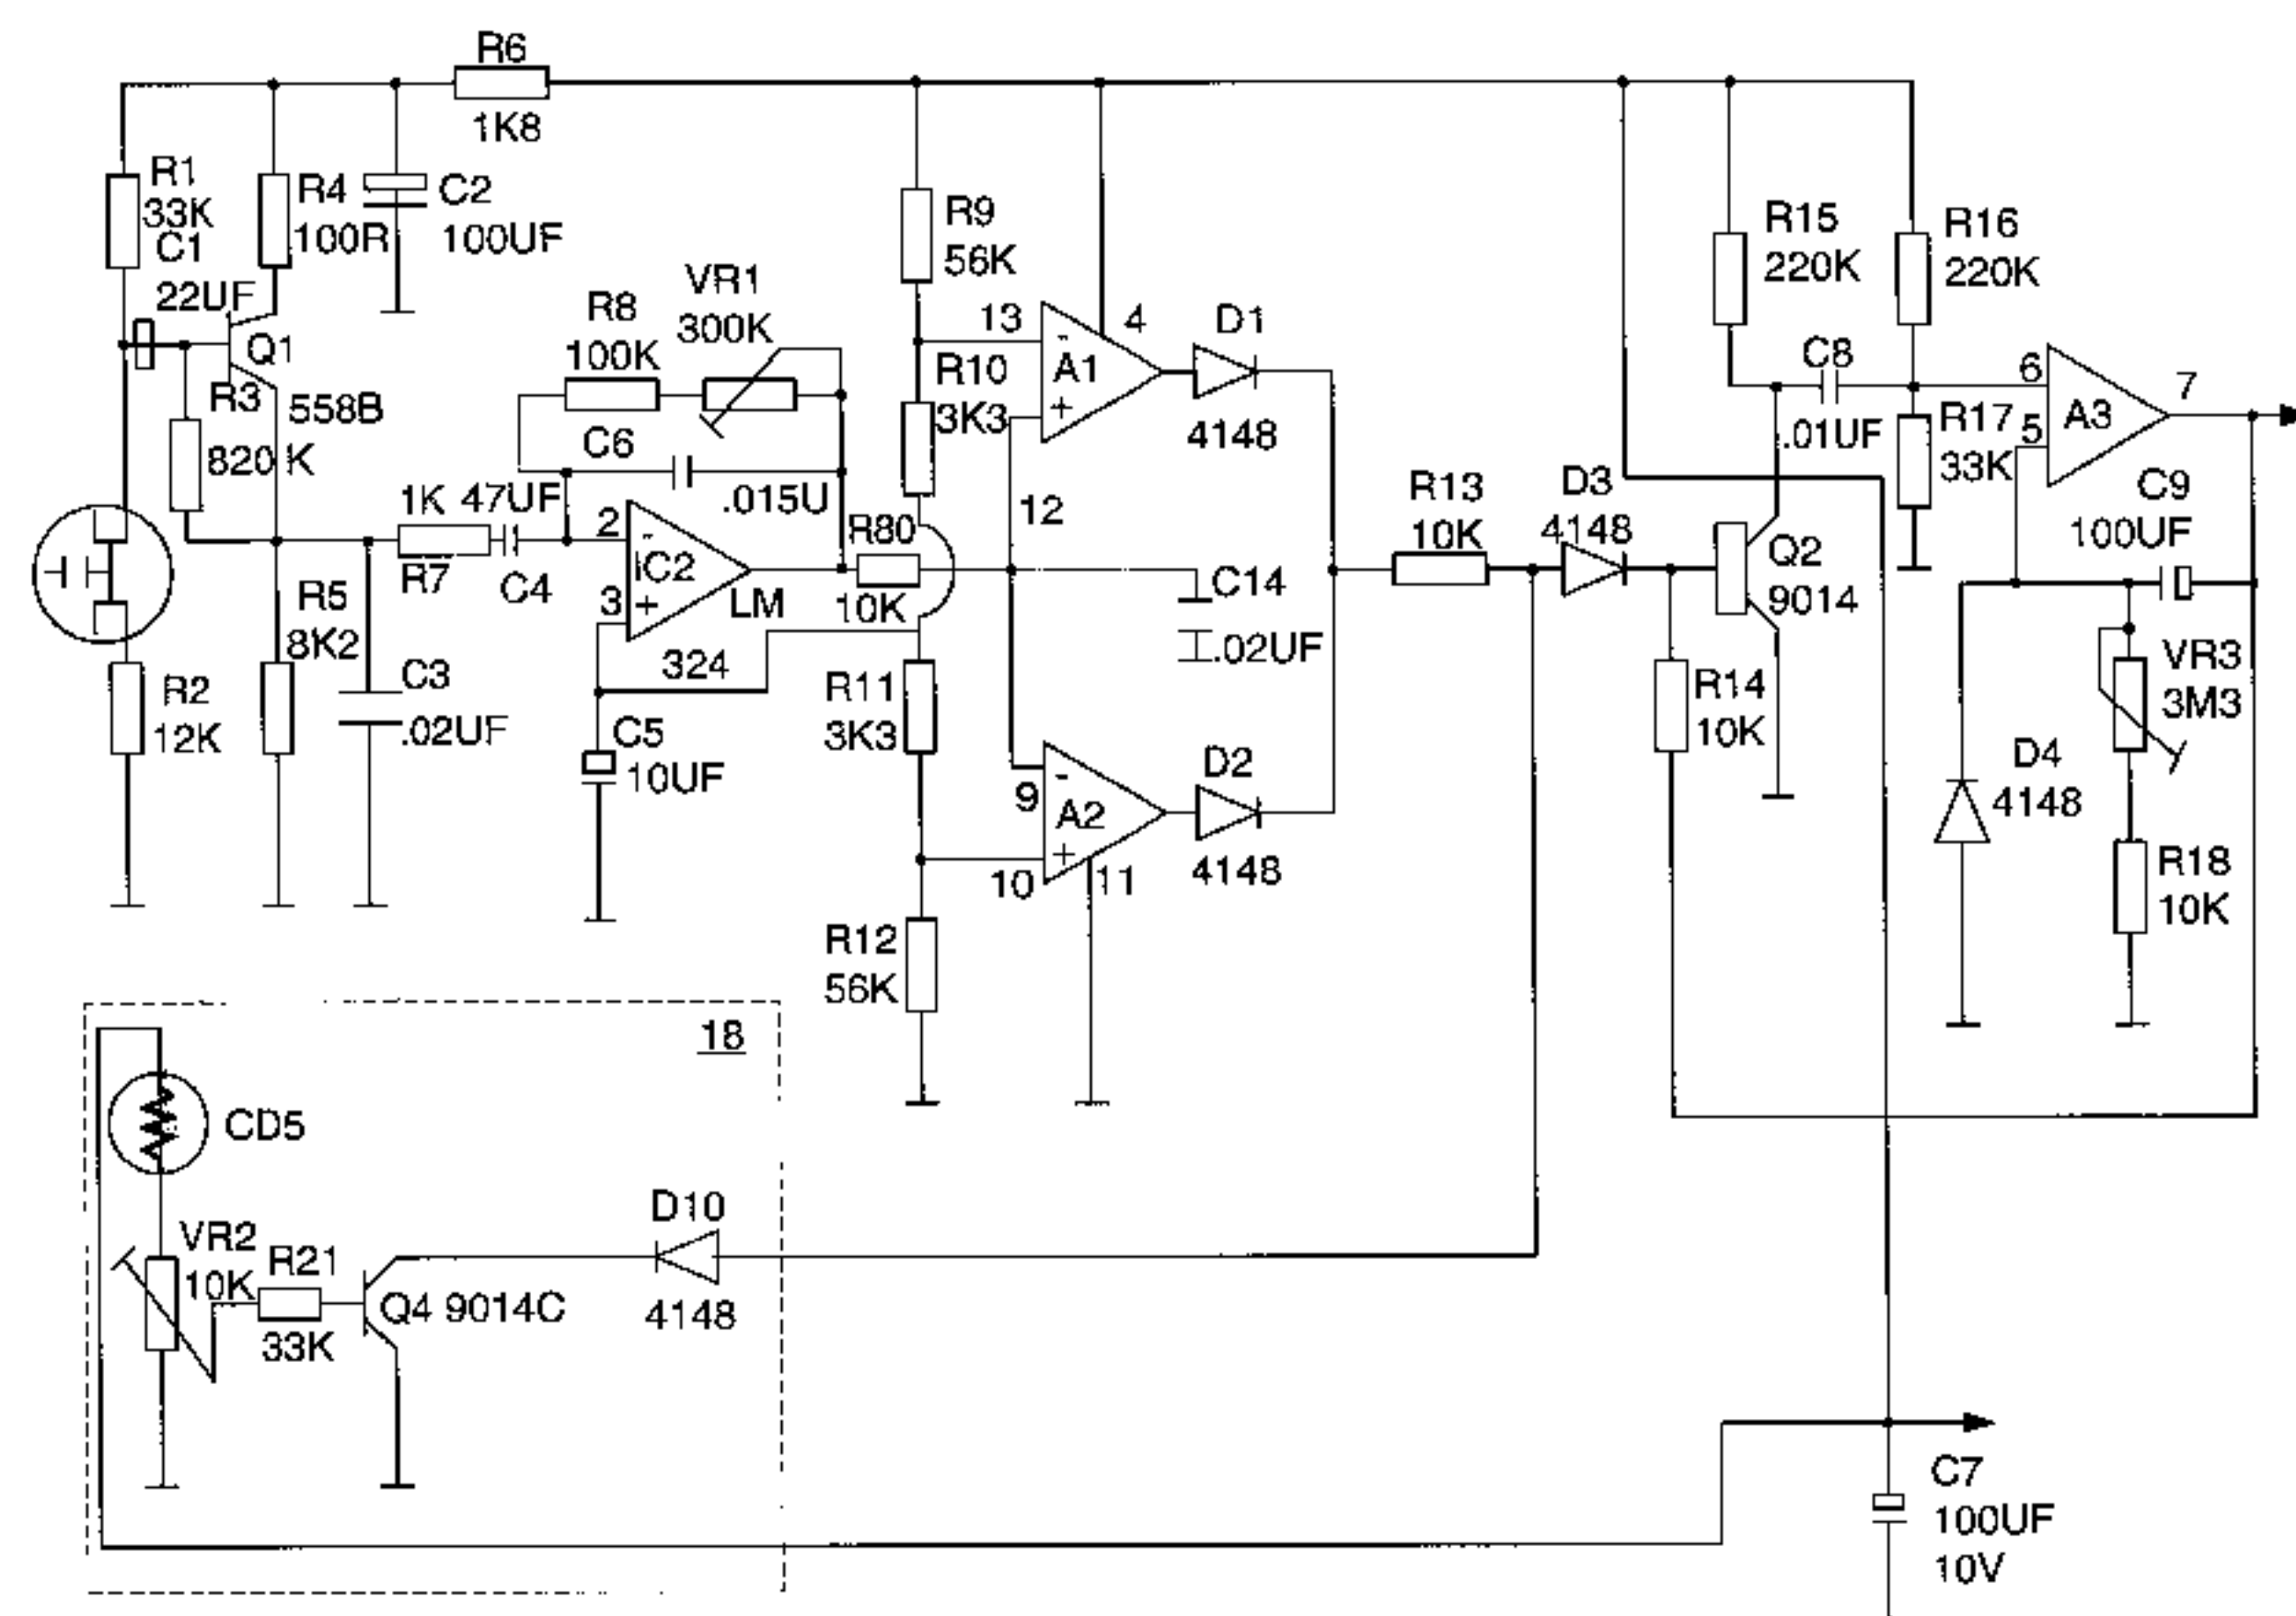 R6
1K8
R1
33K
C1
22UF
R4
100R
C2
100UF
Q1
558B
R3
820K
R2
12K
R5
8K2
C3
.02UF
1K
R7
47UF
C4
R8
100K
VR1
300K
C6
.015U
2
-
IC2
3
+
LM
324
C5
10UF
R80
10K
R9
56K
R10
3K3
R11
3K3
R12
56K
13
-
A1
+
4
12
D1
4148
C14
.02UF
9
-
A2
+
10
11
D2
4148
R13
10K
D3
4148
Q2
9014
R14
10K
R15
220K
R16
220K
C8
.01UF
R17
33K
6
5
A3
7
C9
100UF
VR3
3M3
D4
4148
R18
10K
18
CD5
VR2
10K
R21
33K
Q4 9014C
D10
4148
C7
100UF
10V